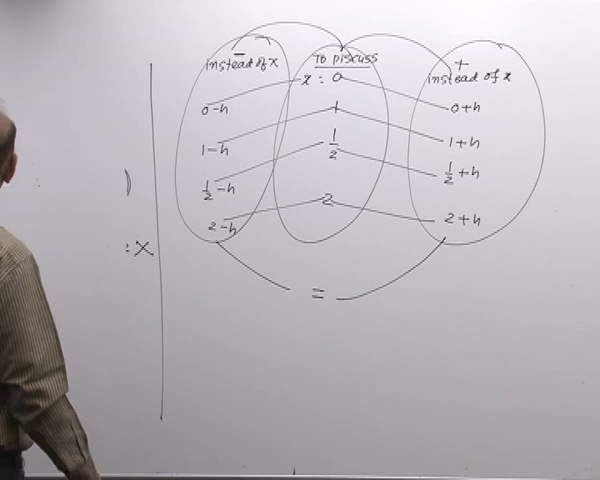 )
: X
−
instead of x
0-h
1-h
1/2 -h
2-h
To Discuss
x : 0
1
1/2
2
+
instead of x
0+h
1+h
1/2 +h
2+h
=